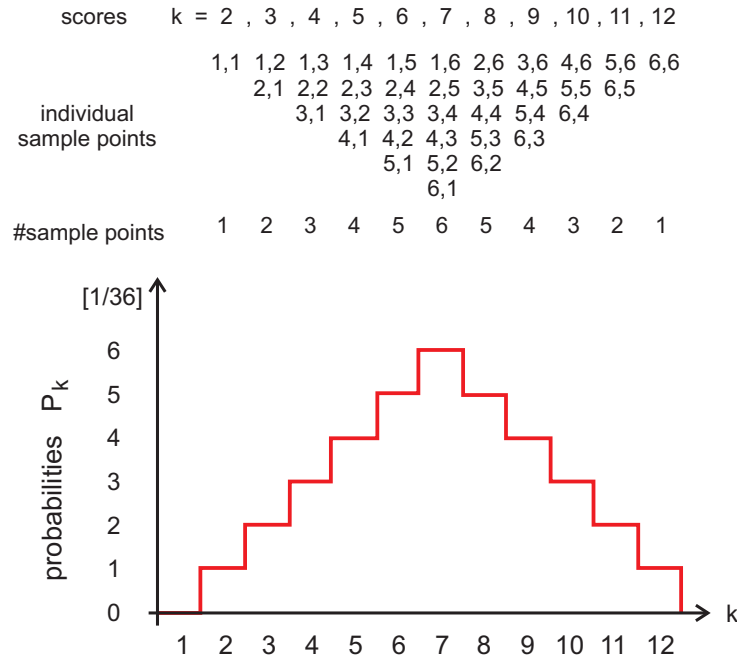 scores k = 2 , 3 , 4 , 5 , 6 , 7 , 8 , 9 , 10 , 11 , 12
1,1 1,2 1,3 1,4 1,5 1,6 2,6 3,6 4,6 5,6 6,6
2,1 2,2 2,3 2,4 2,5 3,5 4,5 5,5 6,5
individual 3,1 3,2 3,3 3,4 4,4 5,4 6,4
sample points 4,1 4,2 4,3 5,3 6,3
5,1 5,2 6,2
6,1
#sample points 1 2 3 4 5 6 5 4 3 2 1
[1/36]
6
5
4
3
2
1
0
probabilities Pk
k
1 2 3 4 5 6 7 8 9 10 11 12